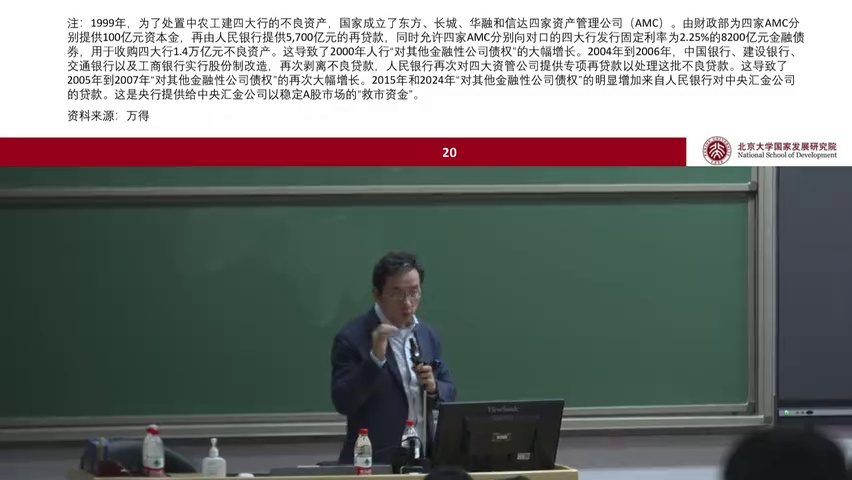 注：1999年，为了处置中农工建四大行的不良资产，国家成立了东方、长城、华融和信达四家资产管理公司（AMC）。由财政部为四家AMC分
别提供100亿元资本金，再由人民银行提供5,700亿元的再贷款，同时允许四家AMC分别向对口的四大行发行固定利率为2.25%的8200亿元金融债
券，用于收购四大行1.4万亿元不良资产。这导致了2000年人行“对其他金融性公司债权”的大幅增长。2004年到2006年，中国银行、建设银行、
交通银行以及工商银行实行股份制改造，再次剥离不良贷款，人民银行再次对四大资管公司提供专项再贷款以处理这批不良贷款。这导致了
2005年到2007年“对其他金融性公司债权”的再次大幅增长。2015年和2024年“对其他金融性公司债权”的明显增加来自人民银行对中央汇金公司
的贷款。这是央行提供给中央汇金公司以稳定A股市场的“救市资金”。
资料来源：万得
20
北京大学国家发展研究院
National School of Development
ViewSonic